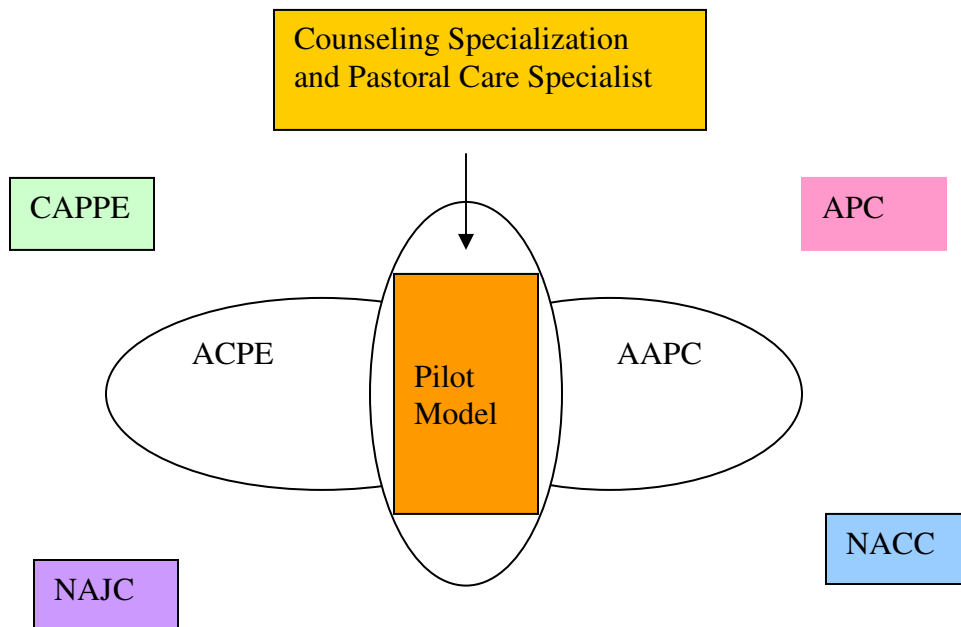 Counseling Specialization
and Pastoral Care Specialist
CAPPE
APC
ACPE
AAPC
Pilot
Model
NACC
NAJC